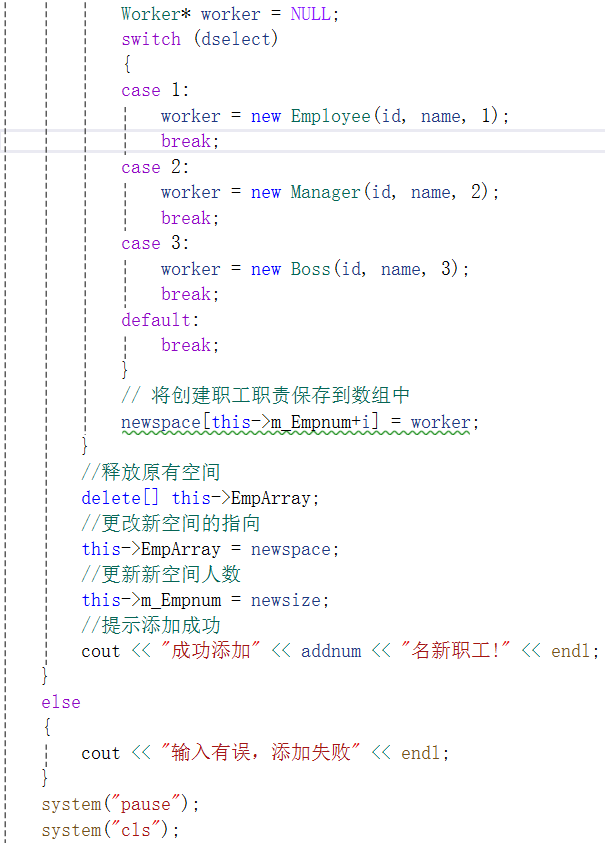 Worker* worker = NULL;
switch (dselect)
{
case 1:
worker = new Employee(id, name, 1);
break;
case 2:
worker = new Manager(id, name, 2);
break;
case 3:
worker = new Boss(id, name, 3);
break;
default:
break;
}
// 将创建职工职责保存到数组中
newspace[this->m_Empnum+i] = worker;
}
//释放原有空间
delete[] this->EmpArray;
//更改新空间的指向
this->EmpArray = newspace;
//更新新空间人数
this->m_Empnum = newsize;
//提示添加成功
cout << "成功添加" << addnum << "名新职工!" << endl;
}
else
{
cout << "输入有误，添加失败" << endl;
}
system("pause");
system("cls");